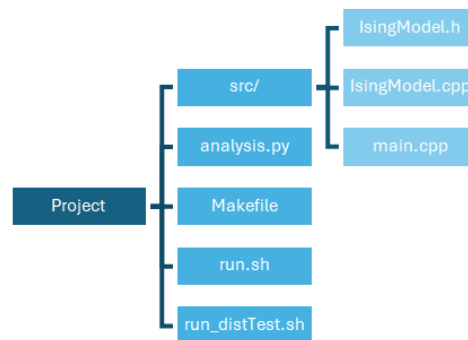 Project
src/
analysis.py
Makefile
run.sh
run_distTest.sh
IsingModel.h
IsingModel.cpp
main.cpp